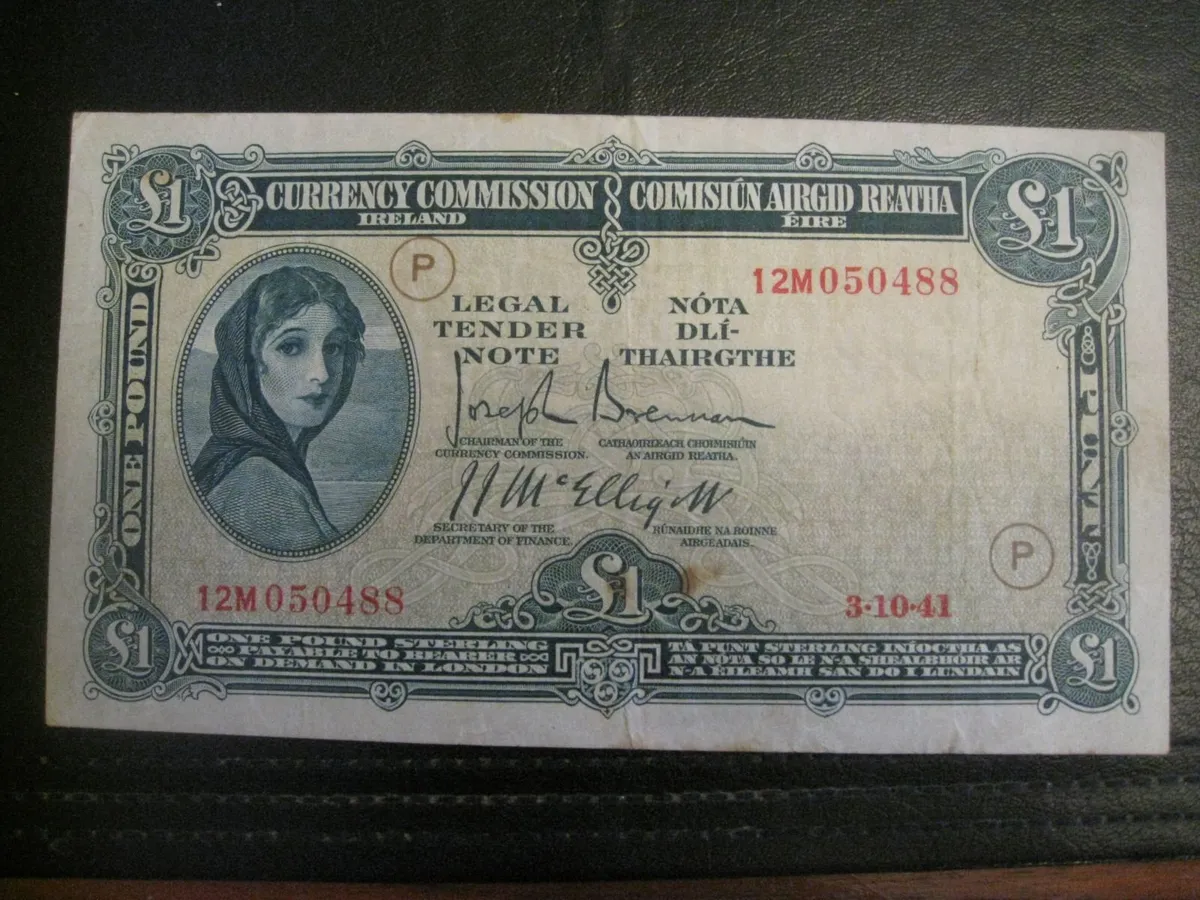 £1
CURRENCY COMMISSION
IRELAND
COIMISIÚN AIRGID REATHA
ÉIRE
£1
P
12M050488
LEGAL
TENDER
NOTE
NÓTA
DLÍ-
THAIRGTHE
ONE POUND
Joseph Brennan
CHAIRMAN OF THE
CURRENCY COMMISSION.
CATHAOIRLEACH CHOIMISIÚIN
AN AIRGID REATHA.
J J McElligott
SECRETARY OF THE
DEPARTMENT OF FINANCE.
RÚNAIDHE NA ROINNE
AIRGEADAIS.
P
12M050488
£1
3·10·41
£1
ONE POUND STERLING
PAYABLE TO BEARER
ON DEMAND IN LONDON
TÁ PUNT STERLING INÍOCTHA AS
AN NÓTA SO LE N-A SHEALBHÓIR AR
N-A ÉILEAMH SAN DO I LUNDAIN
£1